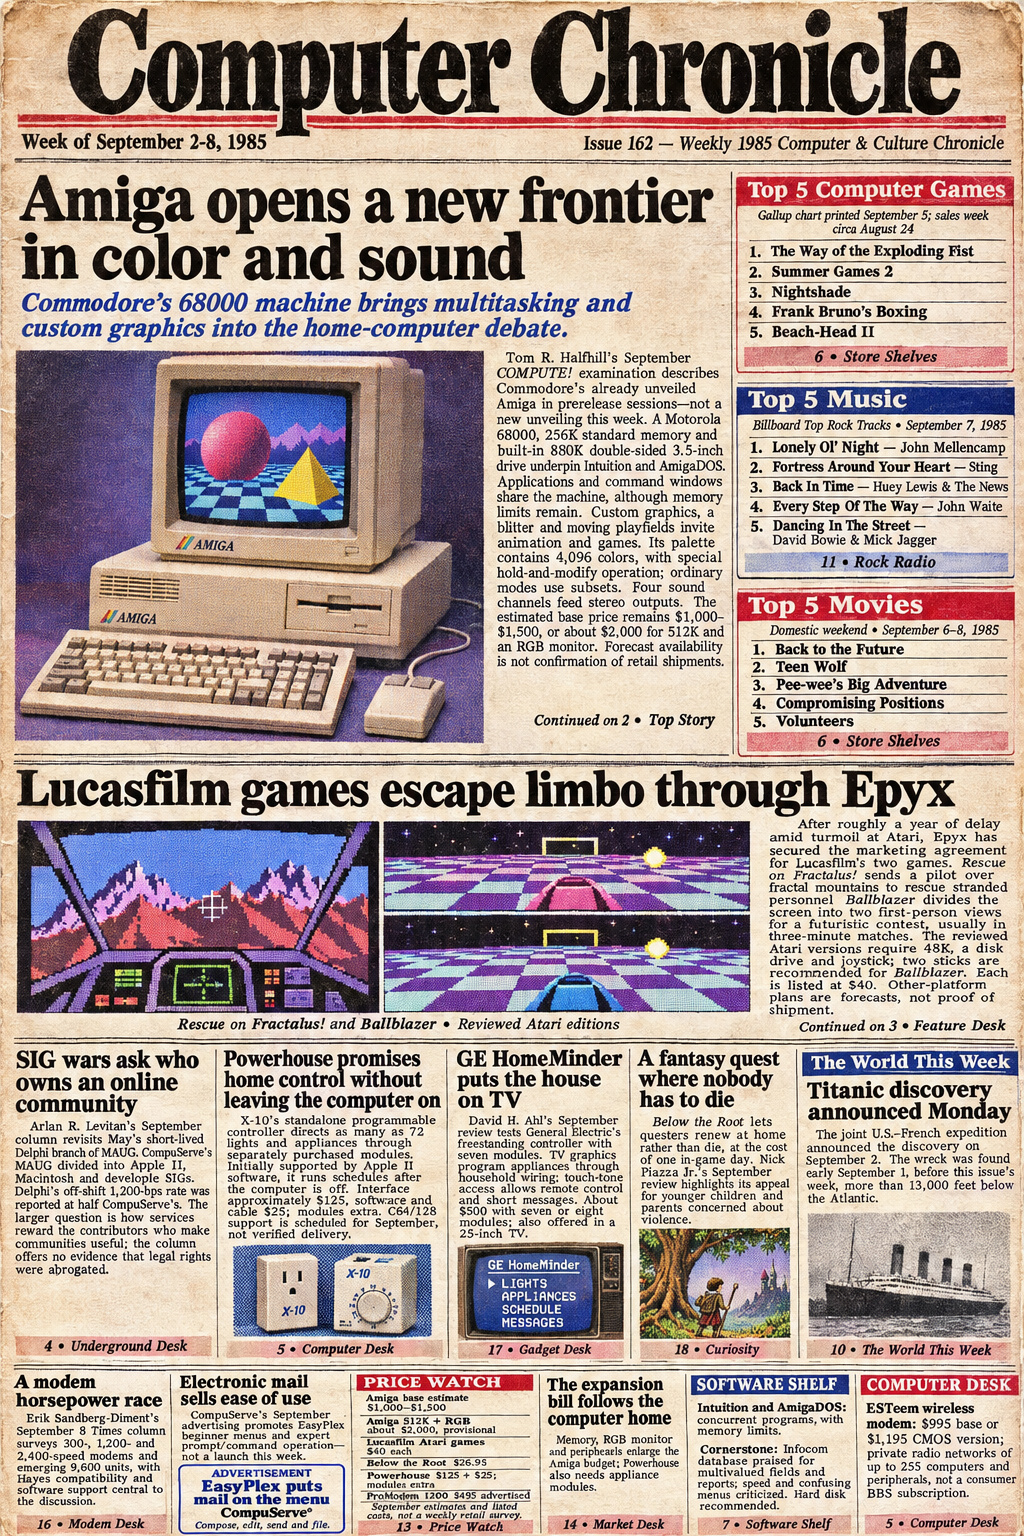 Computer Chronicle
Week of September 2-8, 1985
Issue 162 — Weekly 1985 Computer & Culture Chronicle
Amiga opens a new frontier
in color and sound
Commodore's 68000 machine brings multitasking and
custom graphics into the home-computer debate.
AMIGA
AMIGA
Tom R. Halfhill's September
COMPUTE! examination describes
Commodore's already unveiled
Amiga in prerelease sessions—not a
new unveiling this week. A Motorola
68000, 256K standard memory and
built-in 880K double-sided 3.5-inch
drive underpin Intuition and AmigaDOS.
Applications and command windows
share the machine, although memory
limits remain. Custom graphics, a
blitter and moving playfields invite
animation and games. Its palette
contains 4,096 colors, with special
hold-and-modify operation; ordinary
modes use subsets. Four sound
channels feed stereo outputs. The
estimated base price remains $1,000–
$1,500, or about $2,000 for 512K and
an RGB monitor. Forecast availability
is not confirmation of retail shipments.
Continued on 2 • Top Story
Top 5 Computer Games
Gallup chart printed September 5; sales week
circa August 24
1. The Way of the Exploding Fist
2. Summer Games 2
3. Nightshade
4. Frank Bruno's Boxing
5. Beach-Head II
6 • Store Shelves
Top 5 Music
Billboard Top Rock Tracks • September 7, 1985
1. Lonely Ol' Night — John Mellencamp
2. Fortress Around Your Heart — Sting
3. Back In Time — Huey Lewis & The News
4. Every Step Of The Way — John Waite
5. Dancing In The Street —
David Bowie & Mick Jagger
11 • Rock Radio
Top 5 Movies
Domestic weekend • September 6–8, 1985
1. Back to the Future
2. Teen Wolf
3. Pee-wee's Big Adventure
4. Compromising Positions
5. Volunteers
6 • Store Shelves
Lucasfilm games escape limbo through Epyx
Rescue on Fractalus! and Ballblazer • Reviewed Atari editions
After roughly a year of delay
amid turmoil at Atari, Epyx has
secured the marketing agreement
for Lucasfilm's two games. Rescue
on Fractalus! sends a pilot over
fractal mountains to rescue stranded
personnel Ballblazer divides the
screen into two first-person views
for a futuristic contest, usually in
three-minute matches. The reviewed
Atari versions require 48K, a disk
drive and joystick; two sticks are
recommended for Ballblazer. Each
is listed at $40. Other-platform
plans are forecasts, not proof of
shipment.
Continued on 3 • Feature Desk
SIG wars ask who
owns an online
community
Arlan R. Levitan's September
column revisits May's short-lived
Delphi branch of MAUG. CompuServe's
MAUG divided into Apple II,
Macintosh and develople SIGs.
Delphi's off-shift 1,200-bps rate was
reported at half CompuServe's. The
larger question is how services
reward the contributors who make
communities useful; the column
offers no evidence that legal rights
were abrogated.
4 • Underground Desk
Powerhouse promises
home control without
leaving the computer on
X-10's standalone programmable
controller directs as many as 72
lights and appliances through
separately purchased modules.
Initially supported by Apple II
software, it runs schedules after
the computer is off. Interface
approximately $125, softwace and
cable $25; modules extra. C64/128
support is scheduled for September,
not verified delivery.
X-10
X-10
5 • Computer Desk
GE HomeMinder
puts the house
on TV
David H. Ahl's September
review tests General Electric's
freestanding controller with
seven modules. TV graphics
program appliances through
household wiring; touch-tone
access allows remote control
and short messages. About
$500 with seven or eight
modules; also offered in a
25-inch TV.
GE HomeMinder
LIGHTS
APPLIANCES
SCHEDULE
MESSAGES
17 • Gadget Desk
A fantasy quest
where nobody
has to die
Below the Root lets
questers renew at home
rather than die, at the cost
of one in-game day. Nick
Piazza Jr.'s September
review highlights its appeal
for younger children and
parents concerned about
violence.
18 • Curiosity
The World This Week
Titanic discovery
announced Monday
The joint U.S.–French expedition
announced the discovery on
September 2. The wreck was found
early September 1, before this issue's
week, more than 13,000 feet below
the Atlantic.
10 • The World This Week
A modem
horsepower race
Erik Sandberg-Diment's
September 8 Times column
surveys 300-, 1,200- and
2,400-speed modems and
emerging 9,600 units, with
Hayes compatibility and
software support central to
the discussion.
16 • Modem Desk
Electronic mail
sells ease of use
CompuServe's September
advertising promotes EasyPlex
beginner menus and expert
prompt/command operation—
not a launch this week.
ADVERTISEMENT
EasyPlex puts
mail on the menu
CompuServe®
Compose, edit, send and file.
PRICE WATCH
Amiga base estimate
$1,000–$1,500
Amiga 512K + RGB
about $2,000, provisional
Lucasfilm Atari games
$40 each
Below the Root $26.95
Powerhouse $125 + $25;
modules extra
ProModem 1200 $495 advertised
September estimates and listed
costs, not a weekly retail survey.
13 • Price Watch
The expansion
bill follows the
computer home
Memory, RGB monitor
and peripherals enlarge the
Amiga budget; Powerhouse
also needs appliance
modules.
14 • Market Desk
SOFTWARE SHELF
Intuition and AmigaDOS:
concurrent programs, with
memory limits.
Cornerstone: Infocom
database praised for
multivalued fields and
reports; speed and confusing
menus criticized. Hard disk
recommended.
7 • Software Shelf
COMPUTER DESK
ESTeem wireless
modem: $995 base or
$1,195 CMOS version;
private radio networks of
up to 255 computers and
peripherals, not a consumer
BBS subscription.
5 • Computer Desk